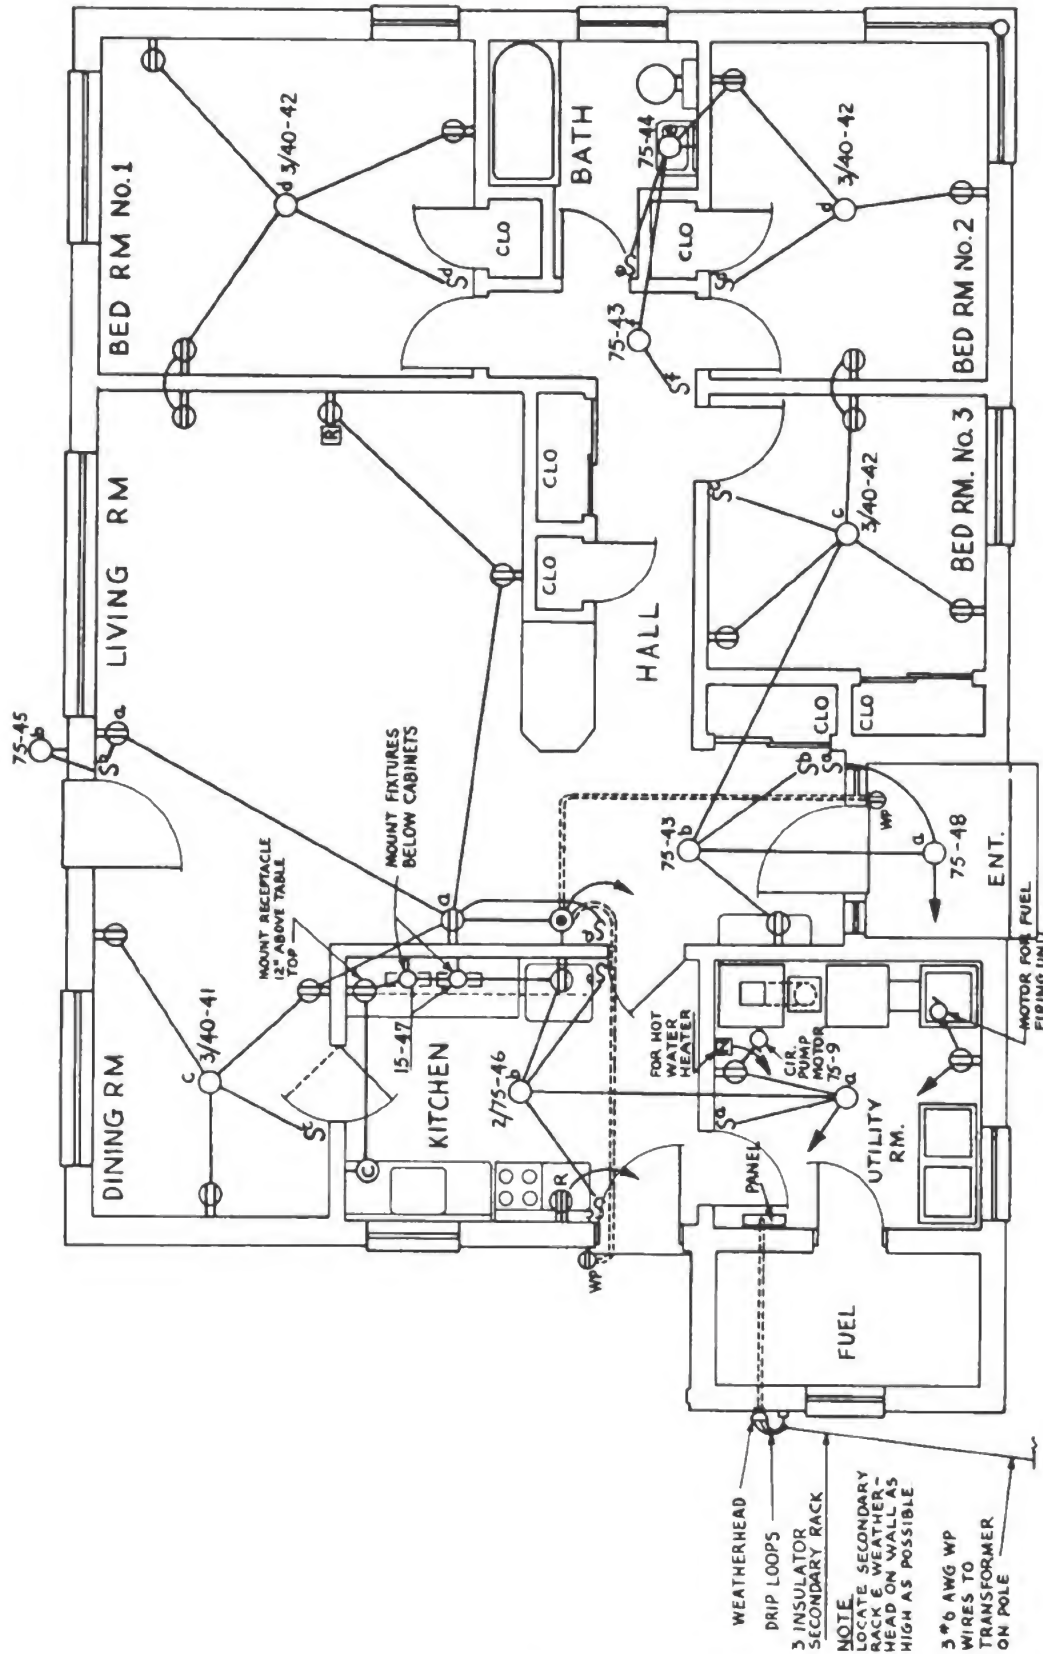 BED RM No. 1
d 3/40-42
S d
CLO
BATH
75-44
e
S e
CLO
75-43
f
S f
BED RM No. 2
d
3/40-42
S d
LIVING RM
R
CLO
CLO
HALL
BED RM. No. 3
c
3/40-42
S c
CLO
CLO
75-45
b
S b
a
MOUNT FIXTURES
BELOW CABINETS
MOUNT RECEPTACLE
12" ABOVE TABLE
TOP
a
DINING RM
c 3/40-41
S c
15-47
KITCHEN
2/75-46
b
C
R
WP
75-43
b
S b
S a
WP
a
75-48
ENT.
FOR HOT
WATER
HEATER
CIR.
PUMP
MOTOR
75-9
a
S a
MOTOR FOR FUEL
FIRING UNIT
UTILITY
RM.
PANEL
FUEL
WEATHERHEAD
DRIP LOOPS
3 INSULATOR
SECONDARY RACK
NOTE
LOCATE SECONDARY
RACK & WEATHER-
HEAD ON WALL AS
HIGH AS POSSIBLE
3 #6 AWG WP
WIRES TO
TRANSFORMER
ON POLE